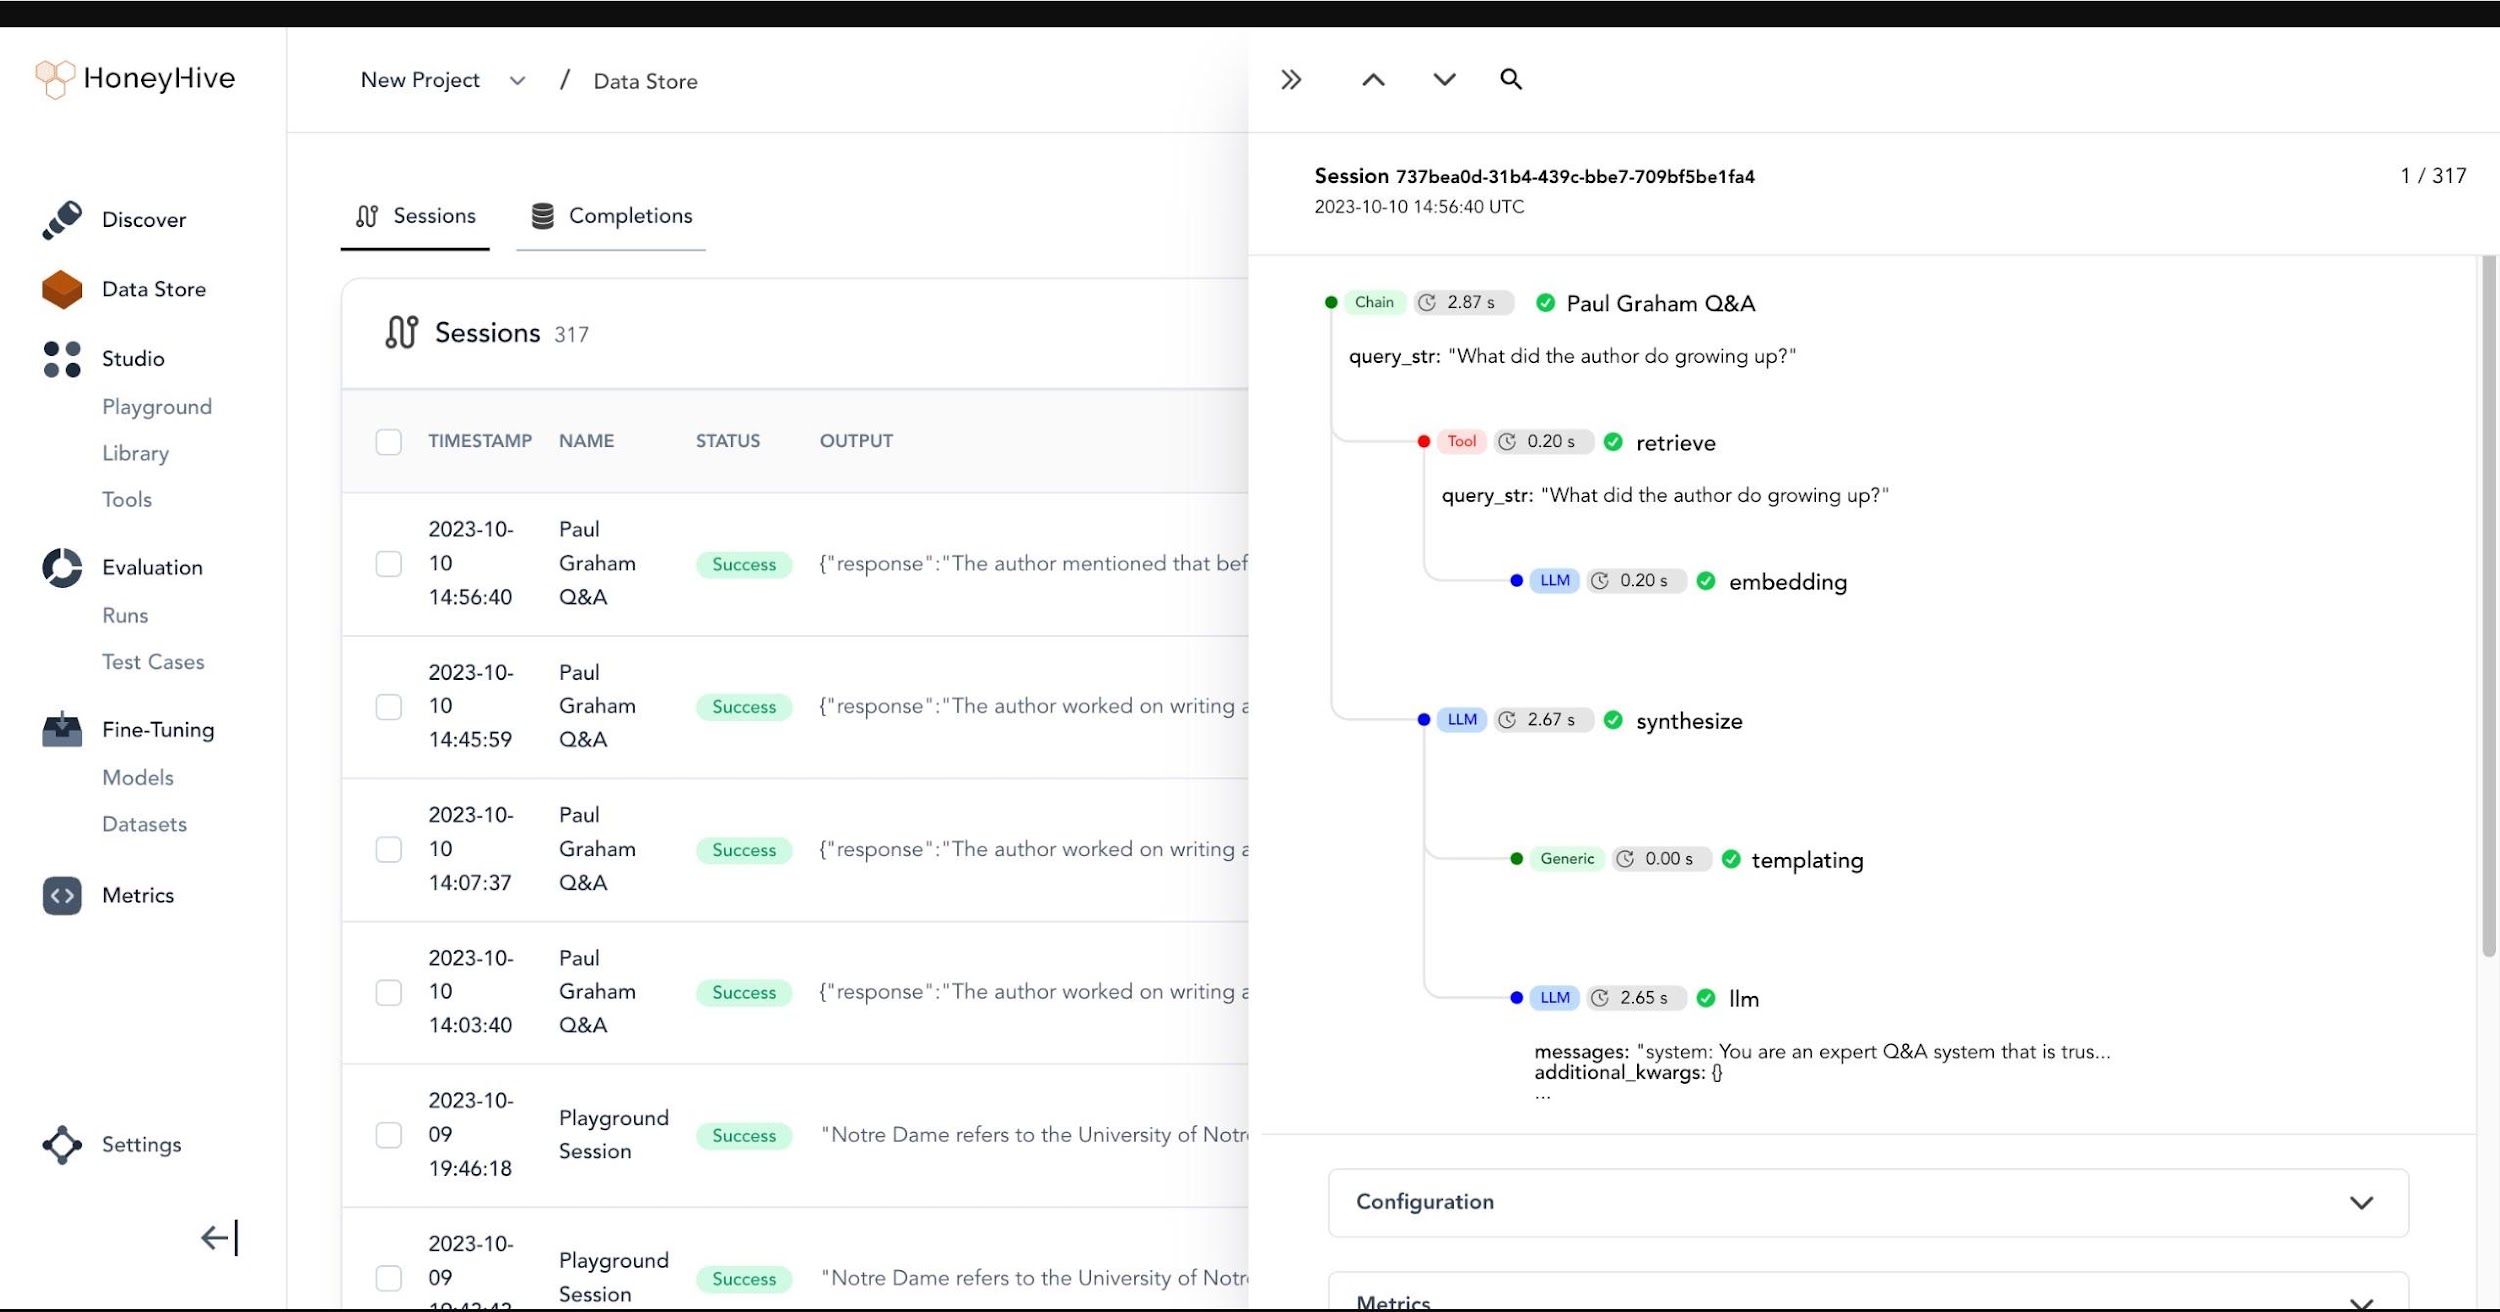 HoneyHive
New Project / Data Store
Discover
Data Store
Studio
Playground
Library
Tools
Evaluation
Runs
Test Cases
Fine-Tuning
Models
Datasets
Metrics
Settings
Sessions Completions
Sessions 317
TIMESTAMP NAME STATUS OUTPUT
2023-10-
10
14:56:40
Paul
Graham
Q&A
Success
{"response":"The author mentioned that bef
2023-10-
10
14:45:59
Paul
Graham
Q&A
Success
{"response":"The author worked on writing a
2023-10-
10
14:07:37
Paul
Graham
Q&A
Success
{"response":"The author worked on writing a
2023-10-
10
14:03:40
Paul
Graham
Q&A
Success
{"response":"The author worked on writing a
2023-10-
09
19:46:18
Playground
Session
Success
"Notre Dame refers to the University of Notr
2023-10-
09
Playground
Session
Success
"Notre Dame refers to the University of Notr
Session 737bea0d-31b4-439c-bbe7-709bf5be1fa4
1 / 317
2023-10-10 14:56:40 UTC
Chain 2.87 s Paul Graham Q&A
query_str: "What did the author do growing up?"
Tool 0.20 s retrieve
query_str: "What did the author do growing up?"
LLM 0.20 s embedding
LLM 2.67 s synthesize
Generic 0.00 s templating
LLM 2.65 s llm
messages: "system: You are an expert Q&A system that is trus...
additional_kwargs: {}
...
Configuration
Metrics